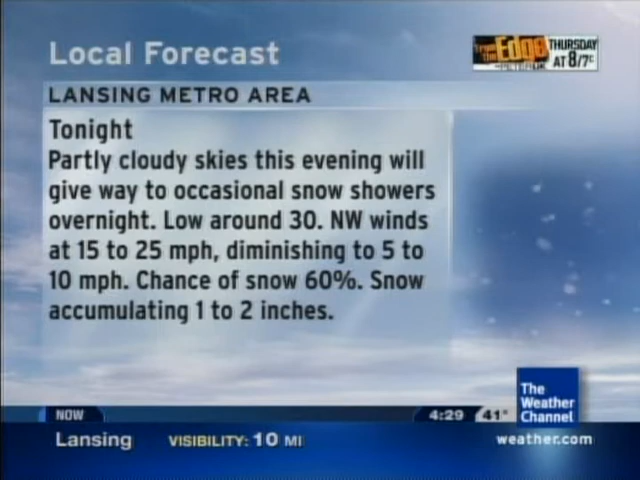 Local Forecast
From the Edge
THURSDAY
AT 8/7c
LANSING METRO AREA
Tonight
Partly cloudy skies this evening will
give way to occasional snow showers
overnight. Low around 30. NW winds
at 15 to 25 mph, diminishing to 5 to
10 mph. Chance of snow 60%. Snow
accumulating 1 to 2 inches.
The
Weather
Channel
NOW
4:29 41°
Lansing VISIBILITY: 10 MI
weather.com